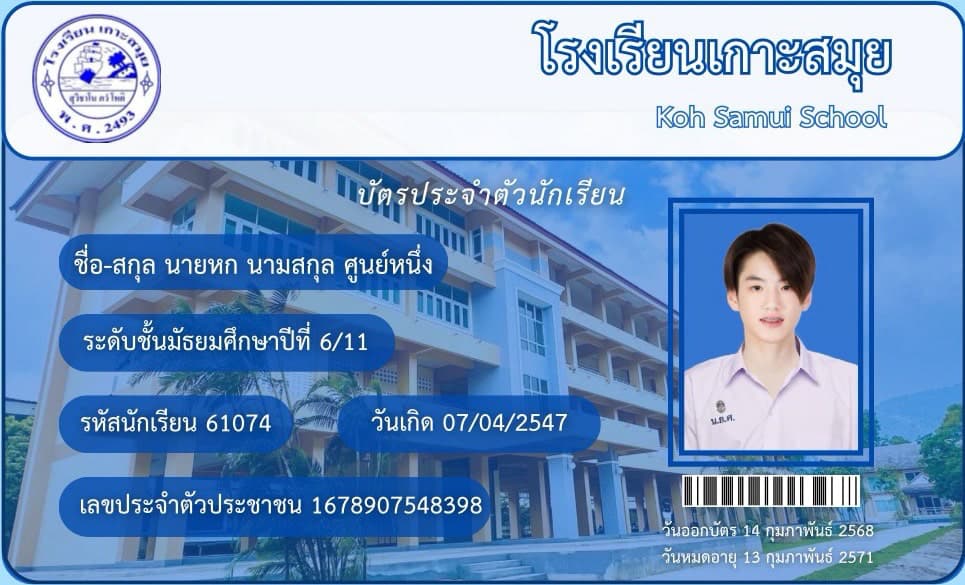 โรงเรียน เกาะสมุย
สุวิชาโน ภวํ โหติ
พ.ศ. 2493
โรงเรียนเกาะสมุย
Koh Samui School
บัตรประจำตัวนักเรียน
ชื่อ-สกุล นายหก นามสกุล ศูนย์หนึ่ง
ระดับชั้นมัธยมศึกษาปีที่ 6/11
รหัสนักเรียน 61074
วันเกิด 07/04/2547
เลขประจำตัวประชาชน 1678907548398
น.ธ.ศ.
วันออกบัตร 14 กุมภาพันธ์ 2568
วันหมดอายุ 13 กุมภาพันธ์ 2571